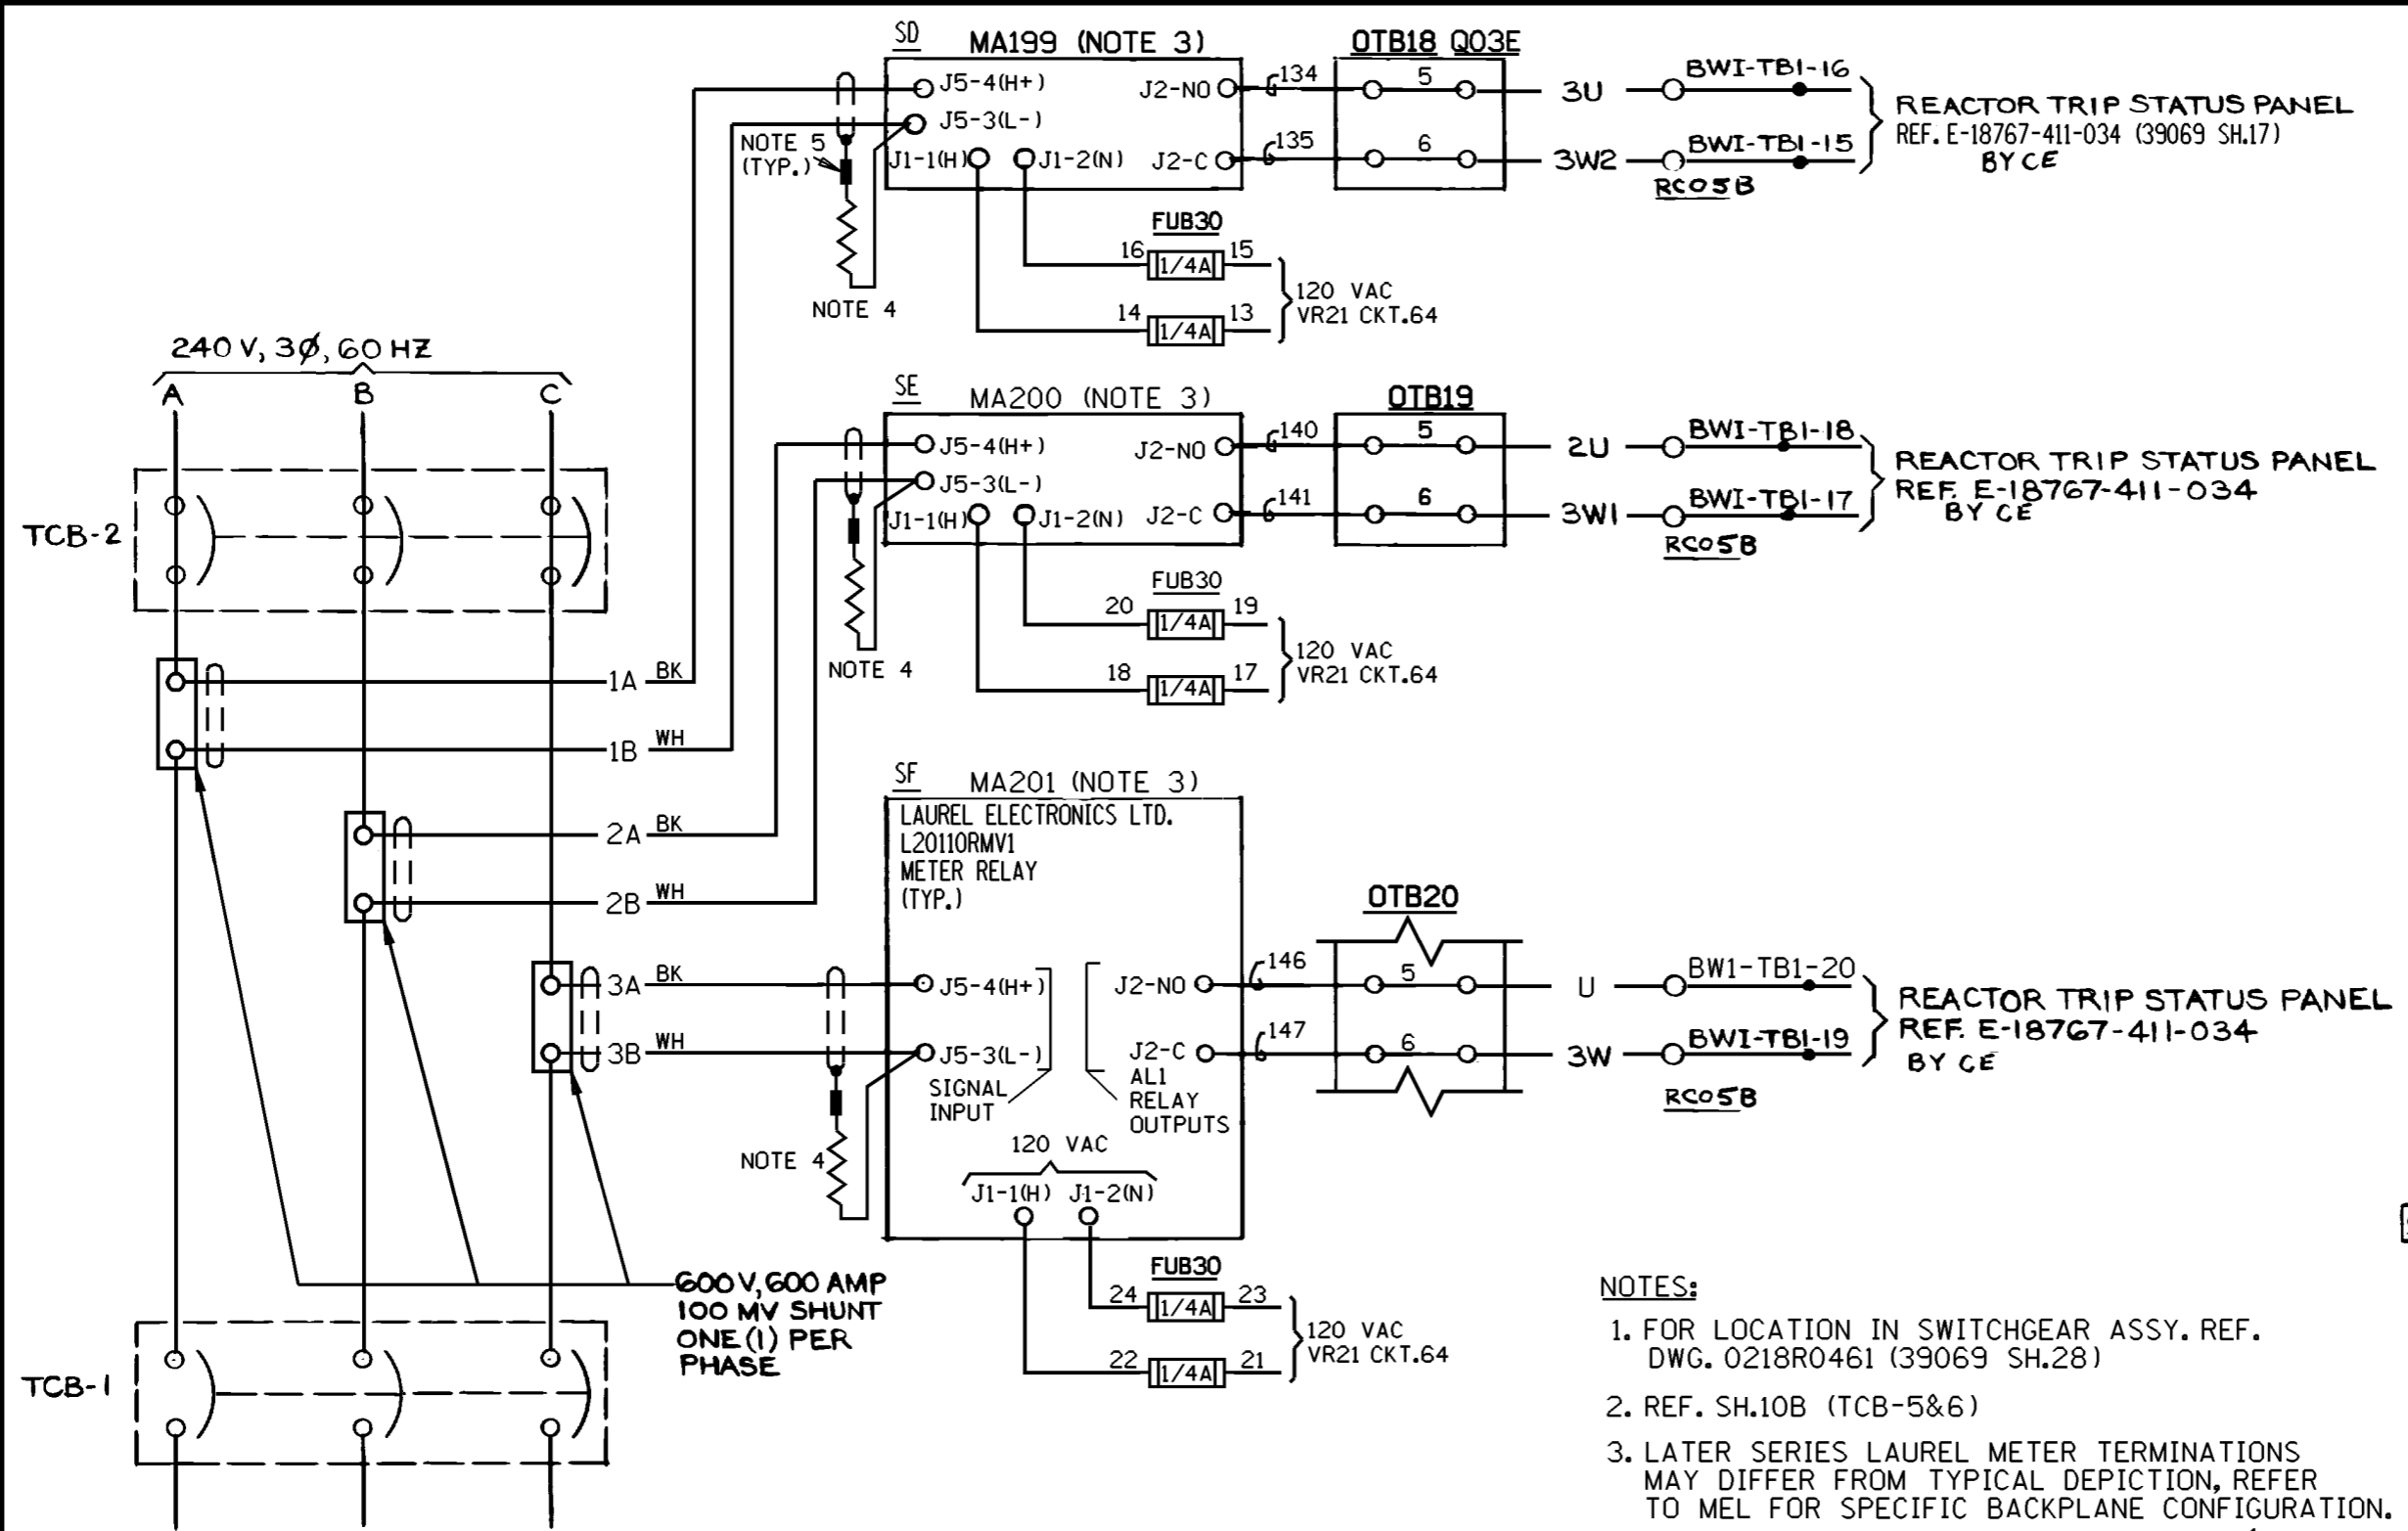 SD
MA199 (NOTE 3)
J5-4(H+)
J5-3(L-)
J1-1(H)
J1-2(N)
J2-NO
J2-C
NOTE 5
(TYP.)
NOTE 4
134
135
OTB18 Q03E
5
6
3U
3W2
BWI-TBI-16
BWI-TBI-15
RC05B
REACTOR TRIP STATUS PANEL
REF. E-18767-411-034 (39069 SH.17)
BY CE
FUB30
16
1/4A
15
14
1/4A
13
120 VAC
VR21 CKT.64
240 V, 3Ø, 60 HZ
A
B
C
TCB-2
SE
MA200 (NOTE 3)
J5-4(H+)
J5-3(L-)
J1-1(H)
J1-2(N)
J2-NO
J2-C
NOTE 4
140
141
OTB19
5
6
2U
3W1
BWI-TBI-18
BWI-TBI-17
RC05B
REACTOR TRIP STATUS PANEL
REF. E-18767-411-034
BY CE
FUB30
20
1/4A
19
18
1/4A
17
120 VAC
VR21 CKT.64
1A BK
1B WH
2A BK
2B WH
3A BK
3B WH
SF
MA201 (NOTE 3)
LAUREL ELECTRONICS LTD.
L20110RMV1
METER RELAY
(TYP.)
J5-4(H+)
J5-3(L-)
SIGNAL
INPUT
J2-NO
J2-C
AL1
RELAY
OUTPUTS
120 VAC
J1-1(H)
J1-2(N)
NOTE 4
146
147
OTB20
5
6
U
3W
BW1-TB1-20
BWI-TBI-19
RC05B
REACTOR TRIP STATUS PANEL
REF. E-18767-411-034
BY CE
FUB30
24
1/4A
23
22
1/4A
21
120 VAC
VR21 CKT.64
600 V, 600 AMP
100 MV SHUNT
ONE (1) PER
PHASE
TCB-1
NOTES:
1. FOR LOCATION IN SWITCHGEAR ASSY. REF.
DWG. 0218R0461 (39069 SH.28)
2. REF. SH.10B (TCB-5&6)
3. LATER SERIES LAUREL METER TERMINATIONS
MAY DIFFER FROM TYPICAL DEPICTION, REFER
TO MEL FOR SPECIFIC BACKPLANE CONFIGURATION.